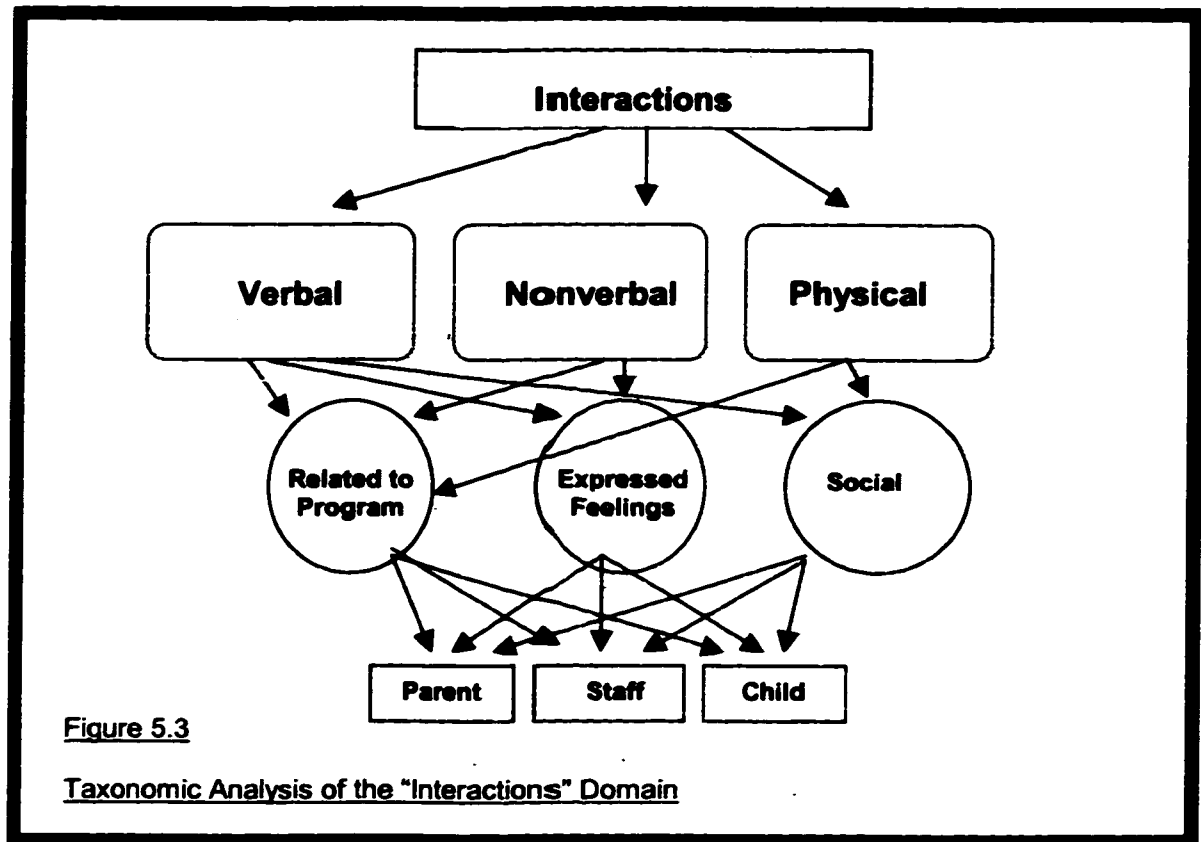 Interactions
Verbal
Nonverbal
Physical
Related to
Program
Expressed
Feelings
Social
Parent
Staff
Child
Figure 5.3
Taxonomic Analysis of the "Interactions" Domain